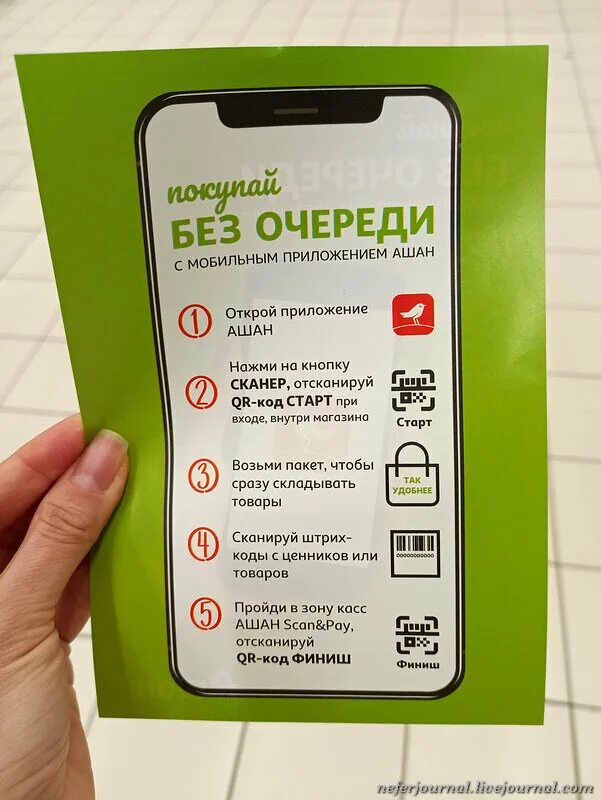 покупай
БЕЗ ОЧЕРЕДИ
С МОБИЛЬНЫМ ПРИЛОЖЕНИЕМ АШАН
1
Открой приложение
АШАН
2
Нажми на кнопку
СКАНЕР, отсканируй
QR-код СТАРТ при
входе, внутри магазина
Старт
3
Возьми пакет, чтобы
сразу складывать
товары
ТАК
УДОБНЕЕ
4
Сканируй штрих-
коды с ценников или
товаров
5
Пройди в зону касс
АШАН Scan&Pay,
отсканируй
QR-код ФИНИШ
Финиш
neferjournal.livejournal.com